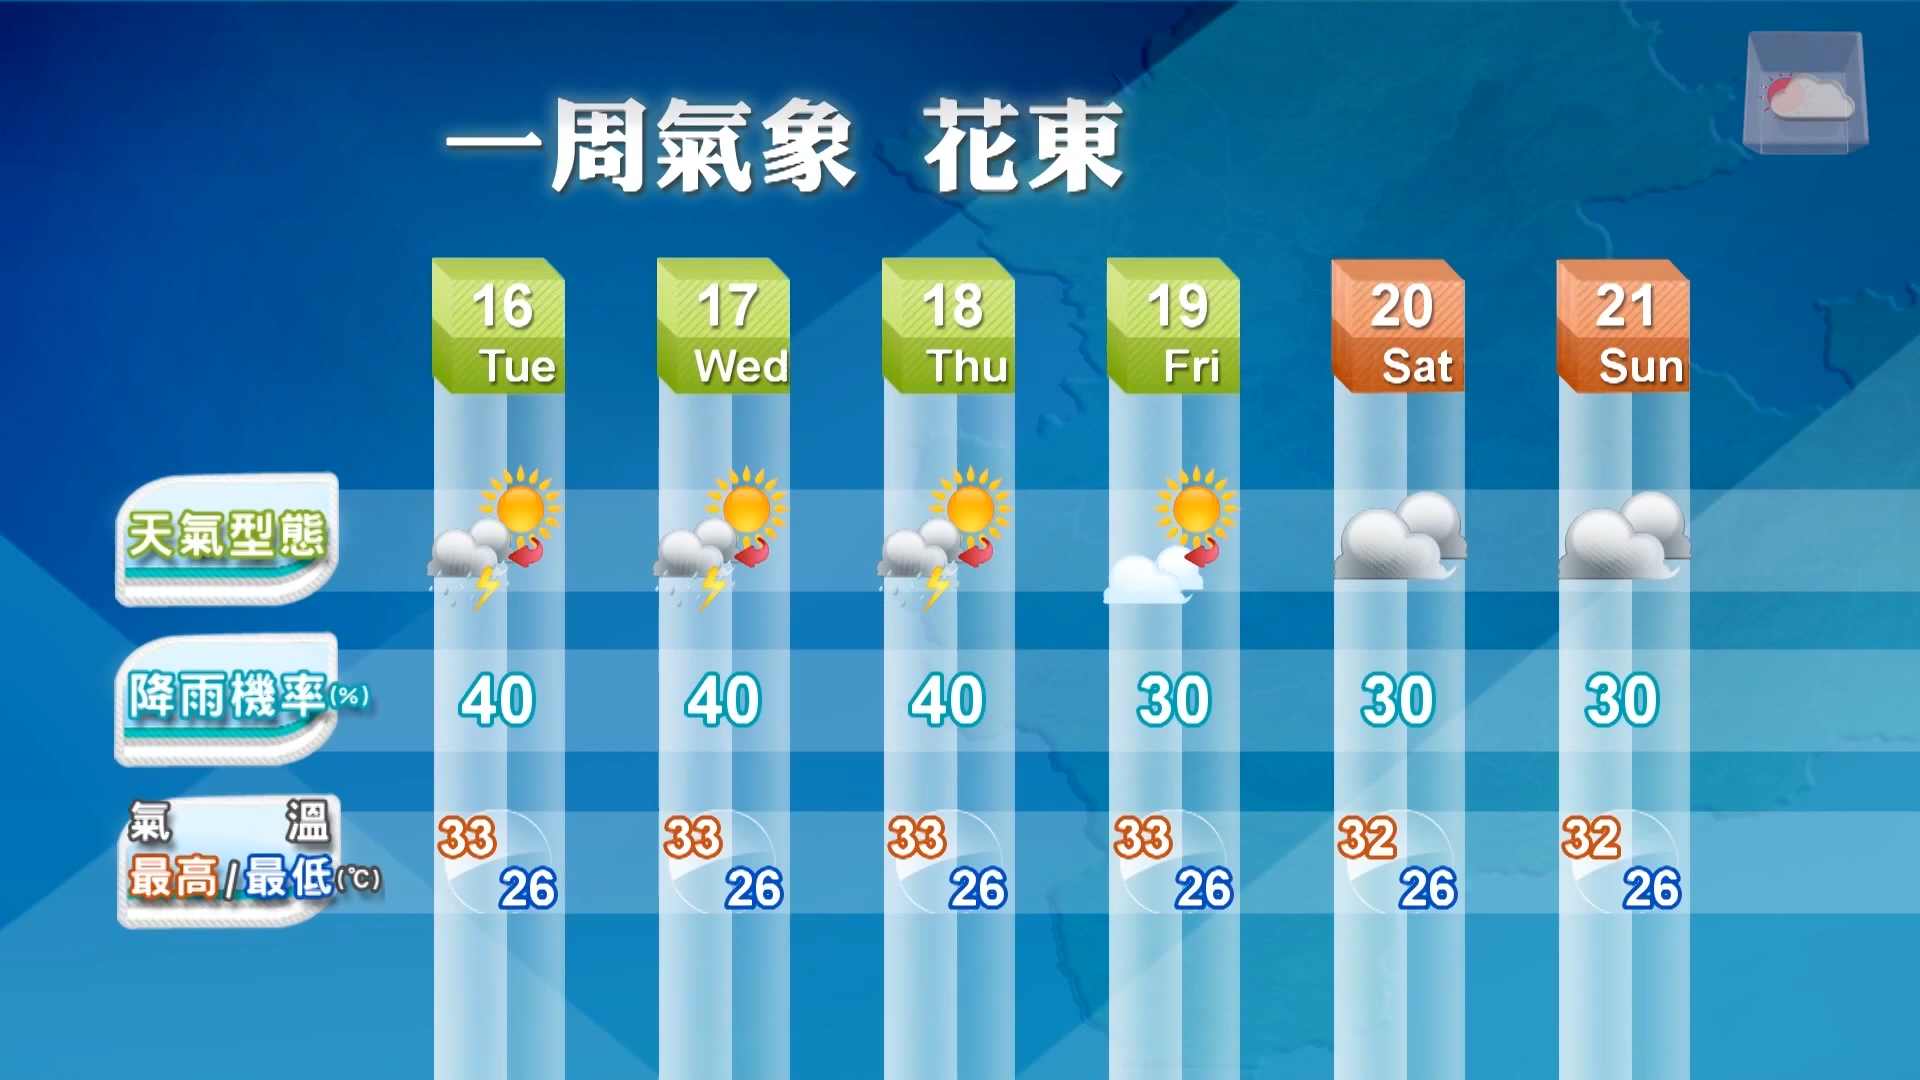 一周氣象 花東
16 17 18 19 20 21
Tue Wed Thu Fri Sat Sun
天氣型態
降雨機率(%) 40 40 40 30 30 30
氣溫 33 33 33 33 32 32
最高/最低(℃) 26 26 26 26 26 26